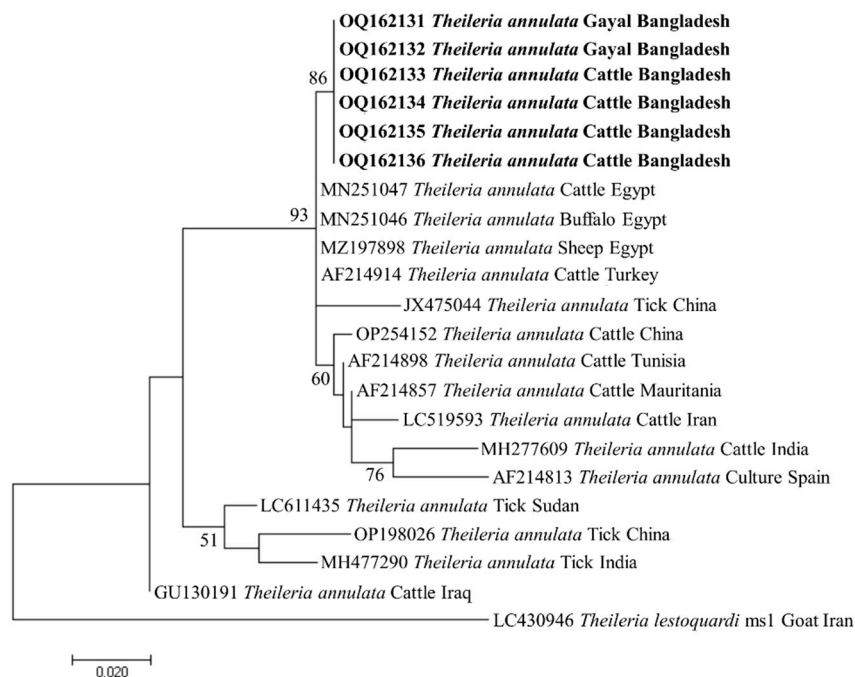 OQ162131 Theileria annulata Gayal Bangladesh
OQ162132 Theileria annulata Gayal Bangladesh
86 OQ162133 Theileria annulata Cattle Bangladesh
OQ162134 Theileria annulata Cattle Bangladesh
OQ162135 Theileria annulata Cattle Bangladesh
OQ162136 Theileria annulata Cattle Bangladesh
MN251047 Theileria annulata Cattle Egypt
93 MN251046 Theileria annulata Buffalo Egypt
MZ197898 Theileria annulata Sheep Egypt
AF214914 Theileria annulata Cattle Turkey
JX475044 Theileria annulata Tick China
OP254152 Theileria annulata Cattle China
AF214898 Theileria annulata Cattle Tunisia
60 AF214857 Theileria annulata Cattle Mauritania
LC519593 Theileria annulata Cattle Iran
MH277609 Theileria annulata Cattle India
76 AF214813 Theileria annulata Culture Spain
LC611435 Theileria annulata Tick Sudan
51 OP198026 Theileria annulata Tick China
MH477290 Theileria annulata Tick India
GU130191 Theileria annulata Cattle Iraq
LC430946 Theileria lestoquardi ms1 Goat Iran
0.020